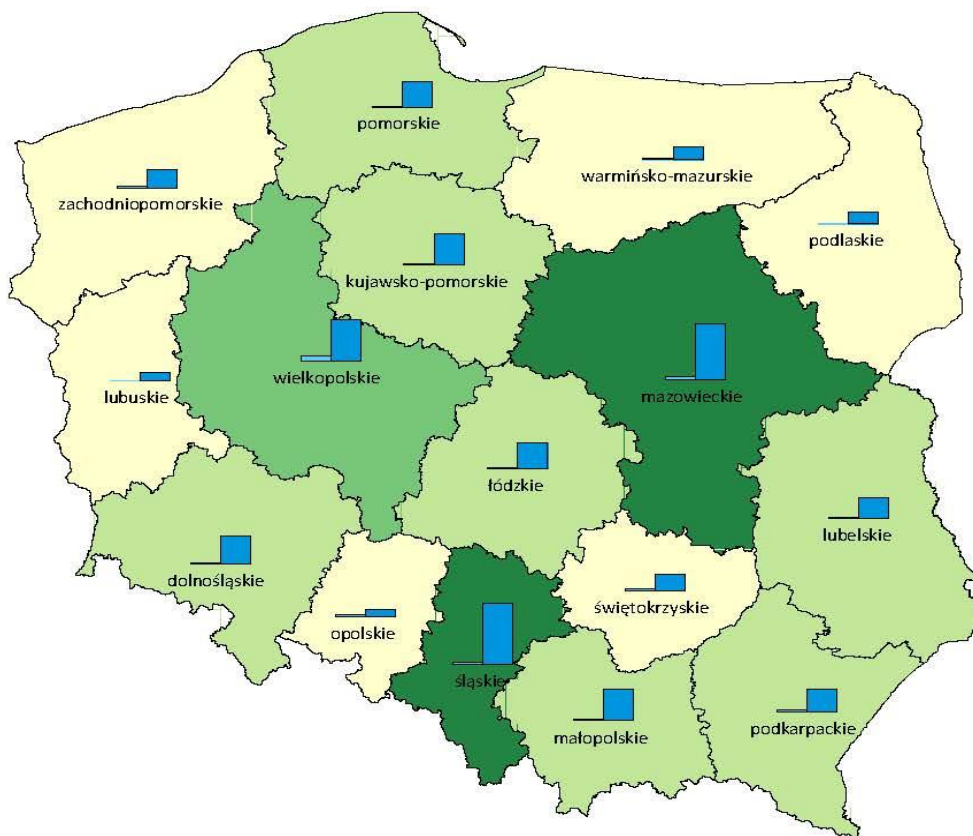 pomorskie
warmińsko-mazurskie
zachodniopomorskie
podlaskie
kujawsko-pomorskie
wielkopolskie
lubuskie
mazowieckie
łódzkie
lubelskie
dolnośląskie
świętokrzyskie
opolskie
śląskie
podkarpackie
małopolskie